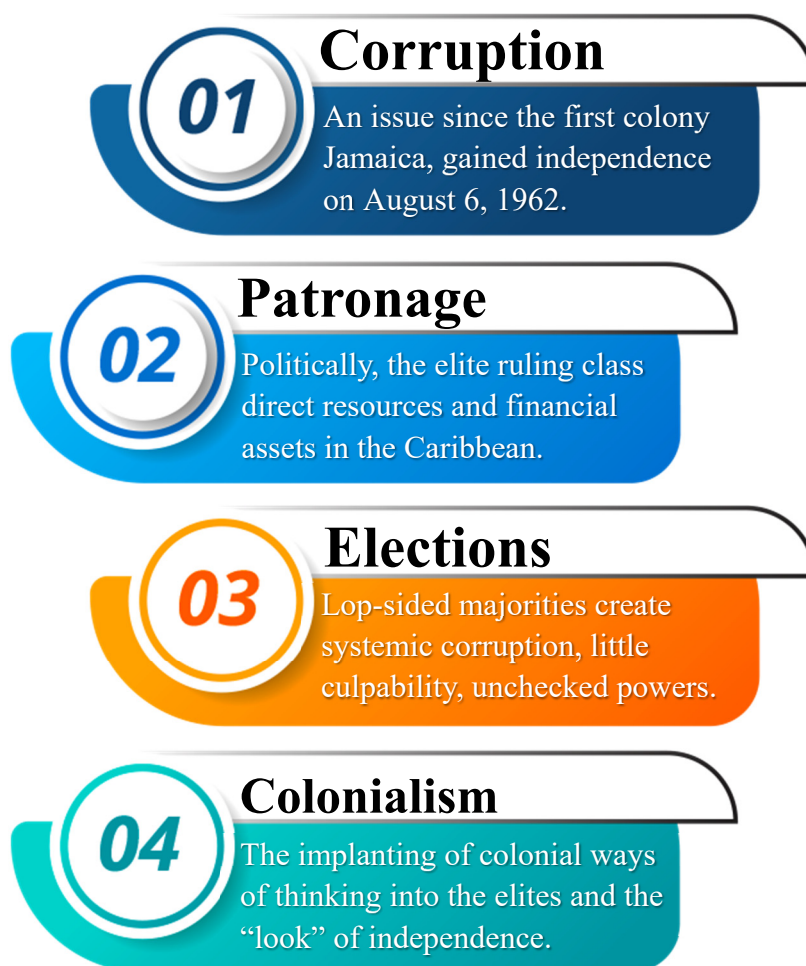 Corruption
01
An issue since the first colony
Jamaica, gained independence
on August 6, 1962.
Patronage
02
Politically, the elite ruling class
direct resources and financial
assets in the Caribbean.
Elections
03
Lop-sided majorities create
systemic corruption, little
culpability, unchecked powers.
Colonialism
04
The implanting of colonial ways
of thinking into the elites and the
“look” of independence.